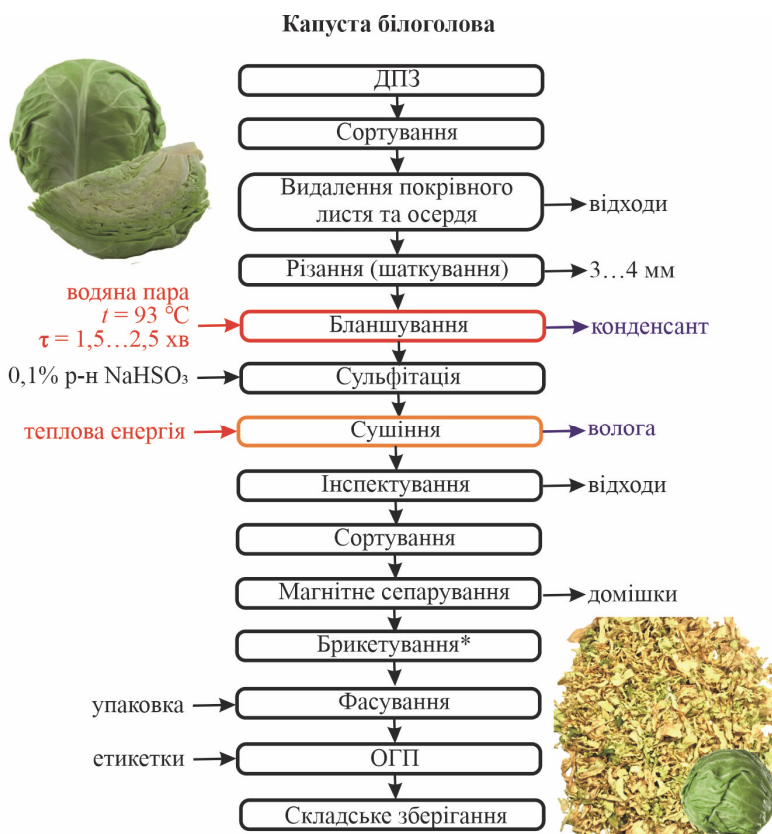 Капуста білоголова
ДПЗ
Сортування
Видалення покрівного
листя та осердя
відходи
Різання (шаткування)
3…4 мм
водяна пара
t = 93 °С
τ = 1,5…2,5 хв
Бланшування
конденсант
0,1% р-н NaHSO₃
Сульфітація
теплова енергія
Сушіння
волога
Інспектування
відходи
Сортування
Магнітне сепарування
домішки
Брикетування*
упаковка
Фасування
етикетки
ОГП
Складське зберігання